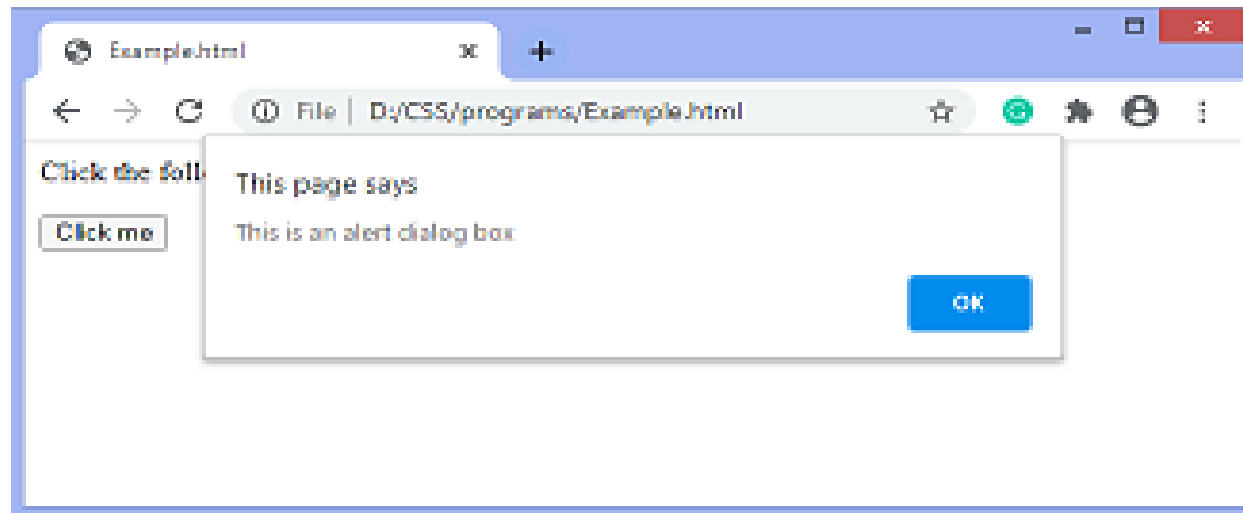 Example.html
File | D:/CSS/programs/Example.html
Click the foll
This page says
Click me
This is an alert dialog box
OK